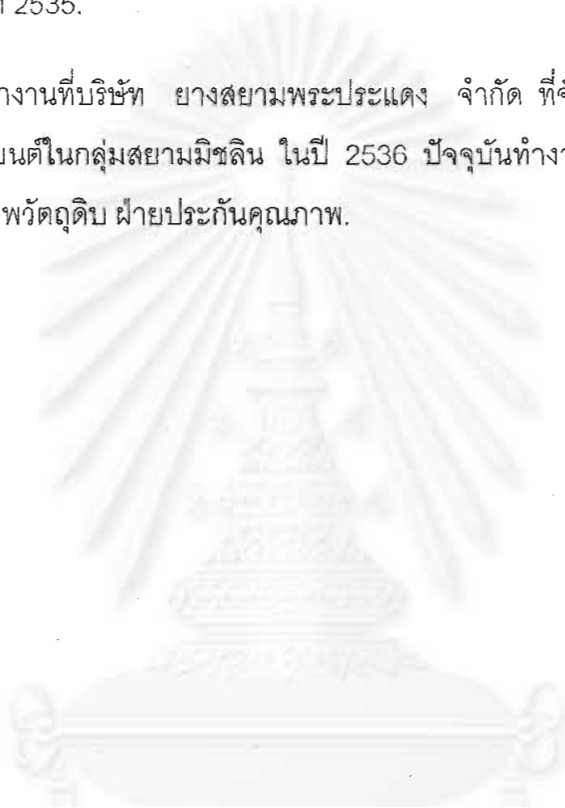 2535.
างานที่บริษัท ยางสยามพระประแดง จำกัด ที่จั
ยนต์ในกลุ่มสยามมิชลิน ในปี 2536 ปัจจุบันทำงา
พวัตถุดิบ ฝ่ายประกันคุณภาพ.